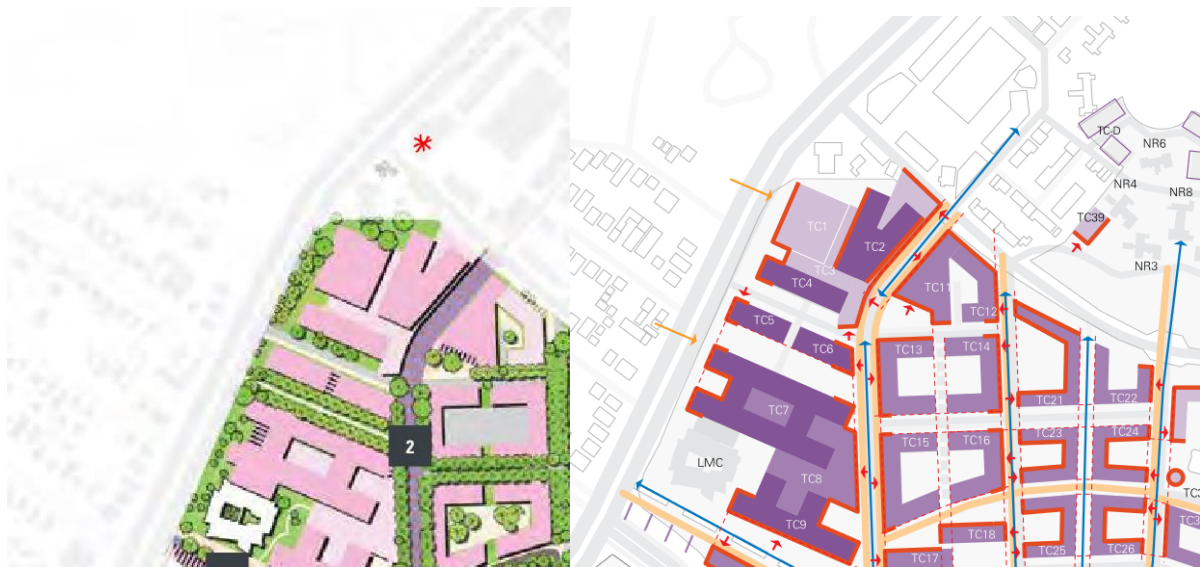 2
TC-D
NR6
NR4
NR8
TC1
TC39
TC2
NR3
TC3
TC4
TC11
TC12
TC5
TC6
TC13
TC14
TC21
TC22
TC7
TC23
TC24
TC15
TC16
LMC
TC8
TC9
TC18
TC17
TC25
TC26